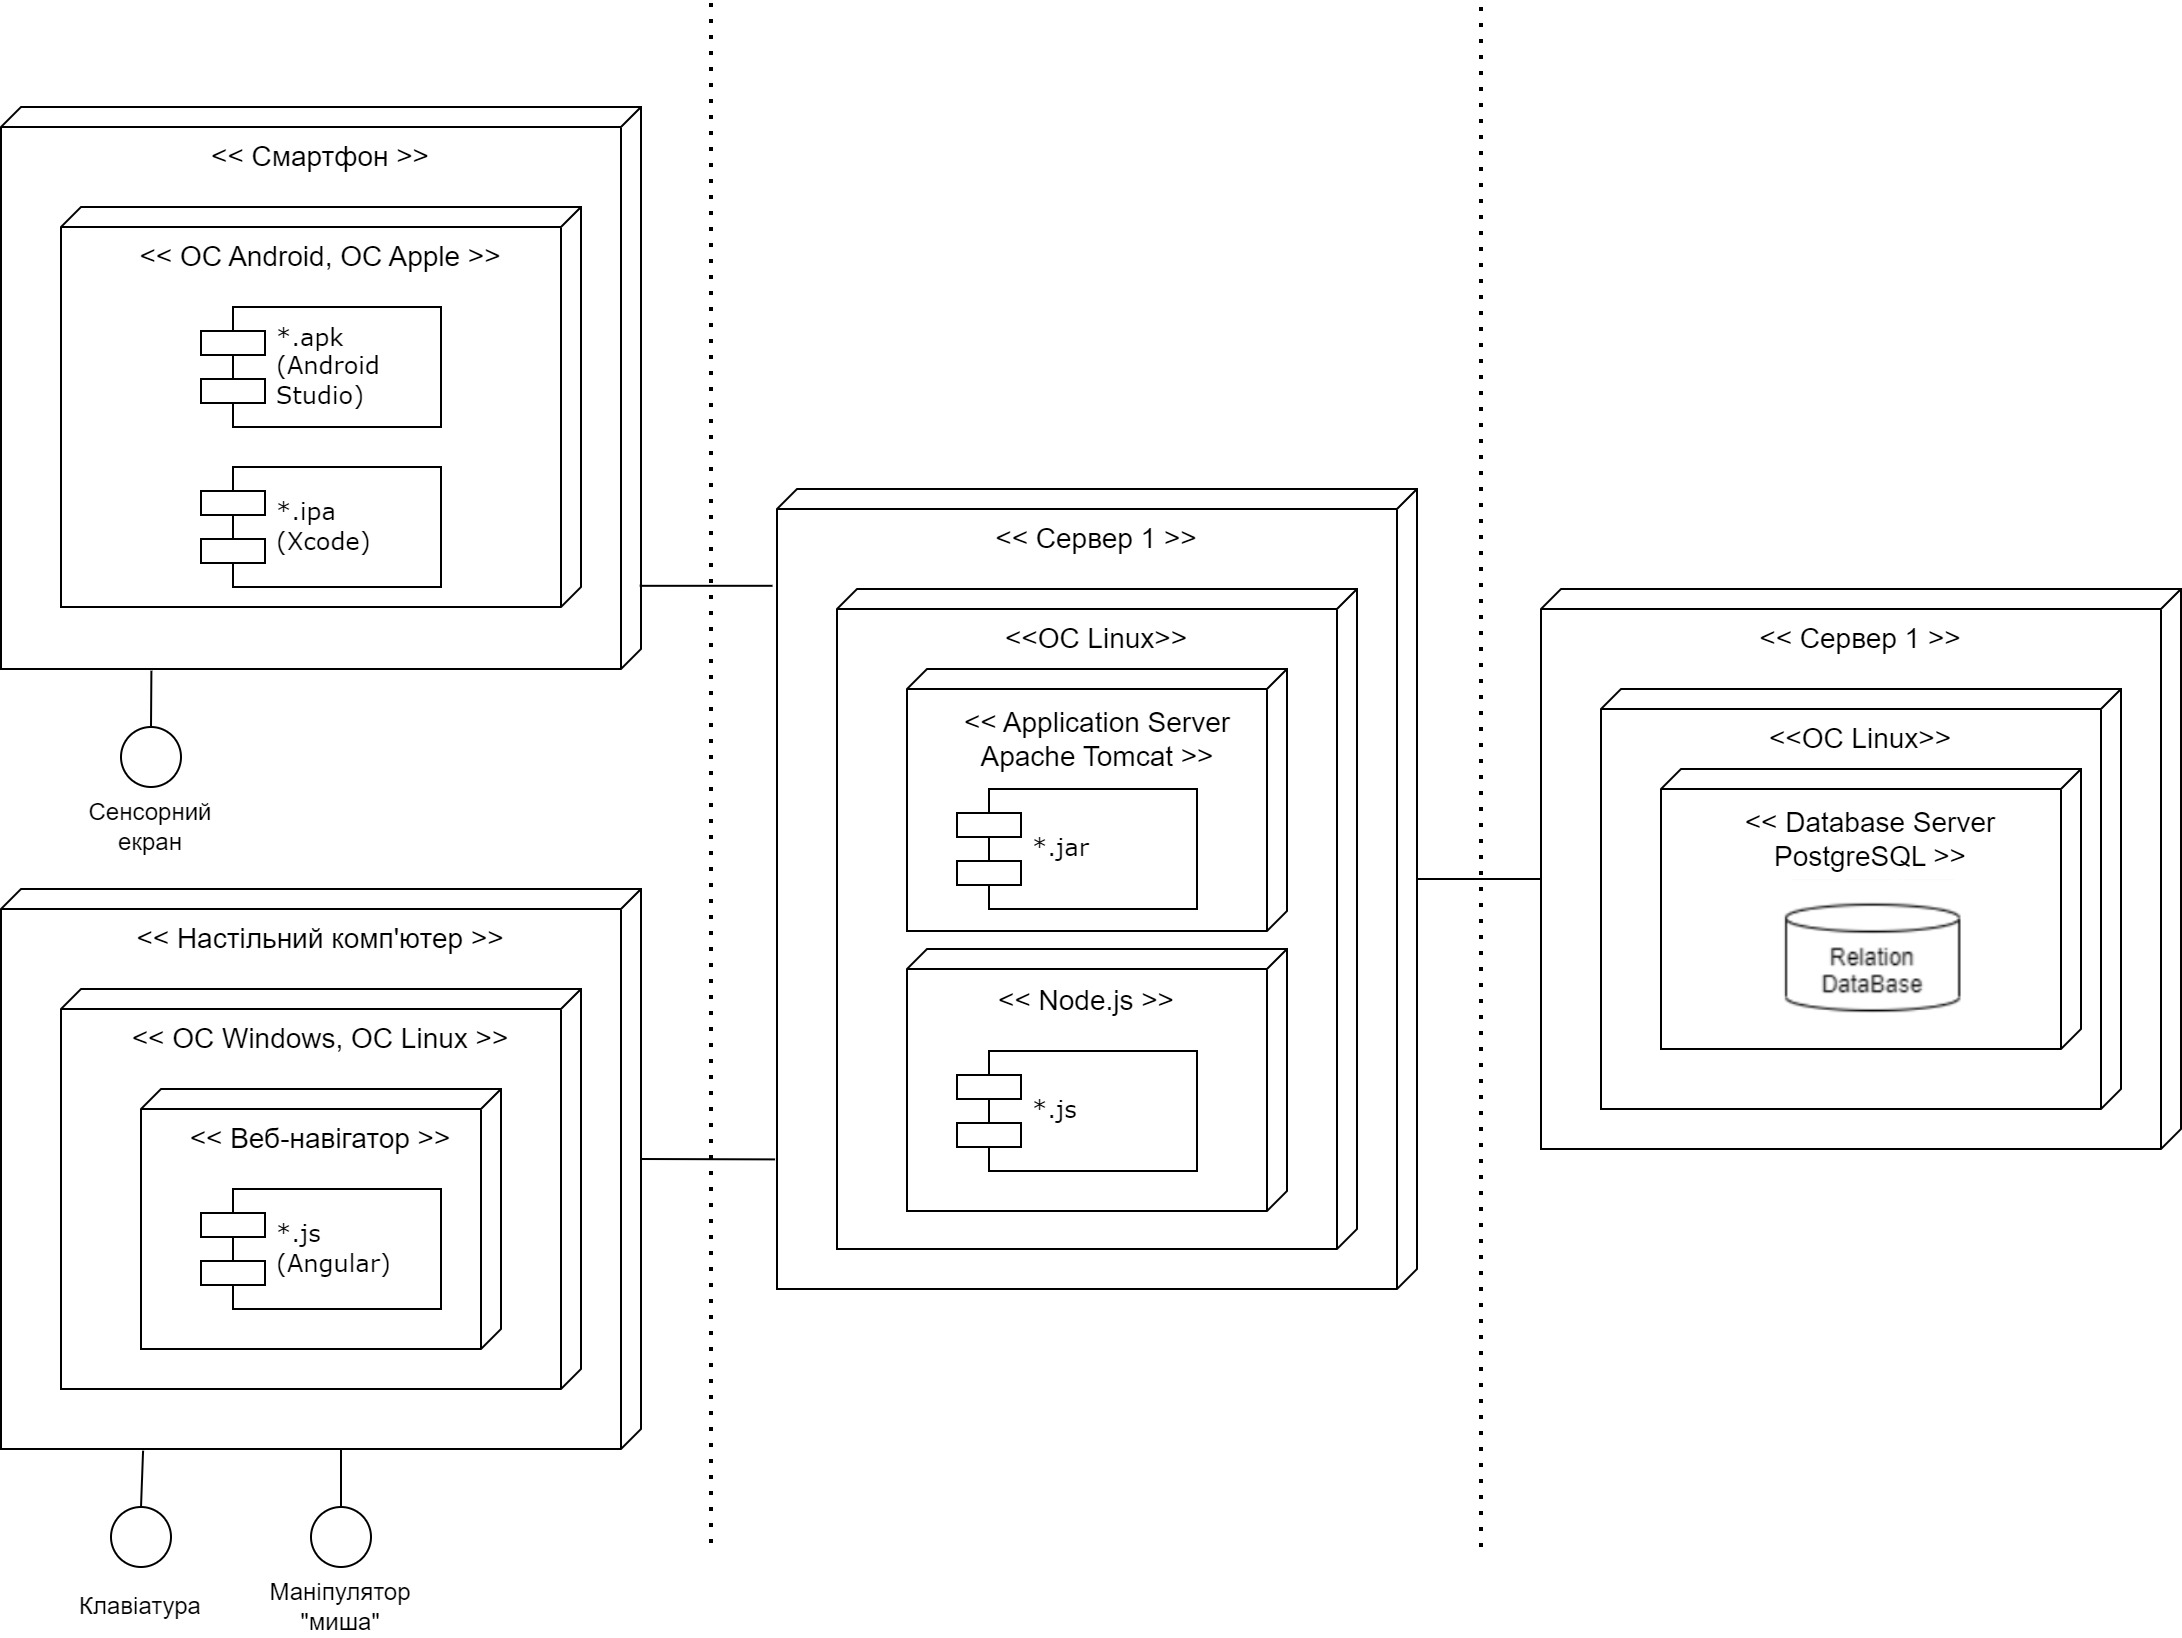 << Смартфон >>
<< ОС Android, ОС Apple >>
*.apk
(Android
Studio)
*.ipa
(Xcode)
Сенсорний
екран
<< Настільний комп'ютер >>
<< ОС Windows, ОС Linux >>
<< Веб-навігатор >>
*.js
(Angular)
Клавіатура
Маніпулятор
"миша"
<< Сервер 1 >>
<<ОС Linux>>
<< Application Server
Apache Tomcat >>
*.jar
<< Node.js >>
*.js
<< Сервер 1 >>
<<ОС Linux>>
<< Database Server
PostgreSQL >>
Relation
DataBase